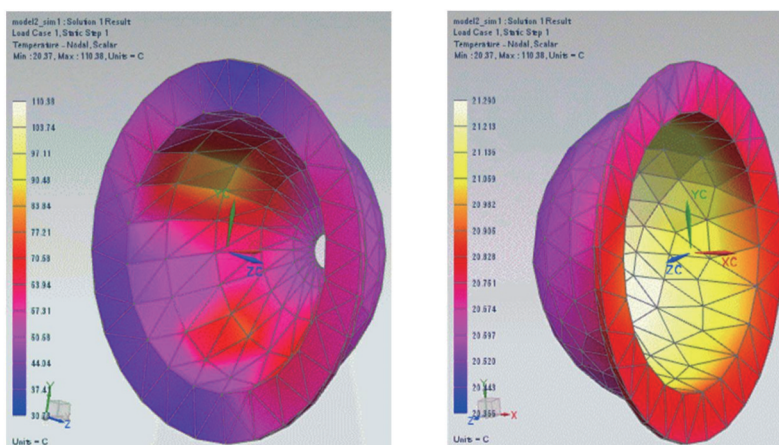 model2_sim1 : Solution 1 Result
Load Case 1, Static Step 1
Temperature - Nodal, Scalar
Min : 20.37, Max : 110.38, Units = C
110.38
103.74
97.11
90.48
83.84
77.21
70.58
63.94
57.31
50.68
44.04
37.41
Units = C
YC
ZC
Y
Z
model2_sim1 : Solution 1 Result
Load Case 1, Static Step 1
Temperature - Nodal, Scalar
Min : 20.37, Max : 110.38, Units = C
21.290
21.213
21.136
21.059
20.982
20.905
20.828
20.751
20.674
20.597
20.520
Units = C
YC
ZC
XC
Y
X